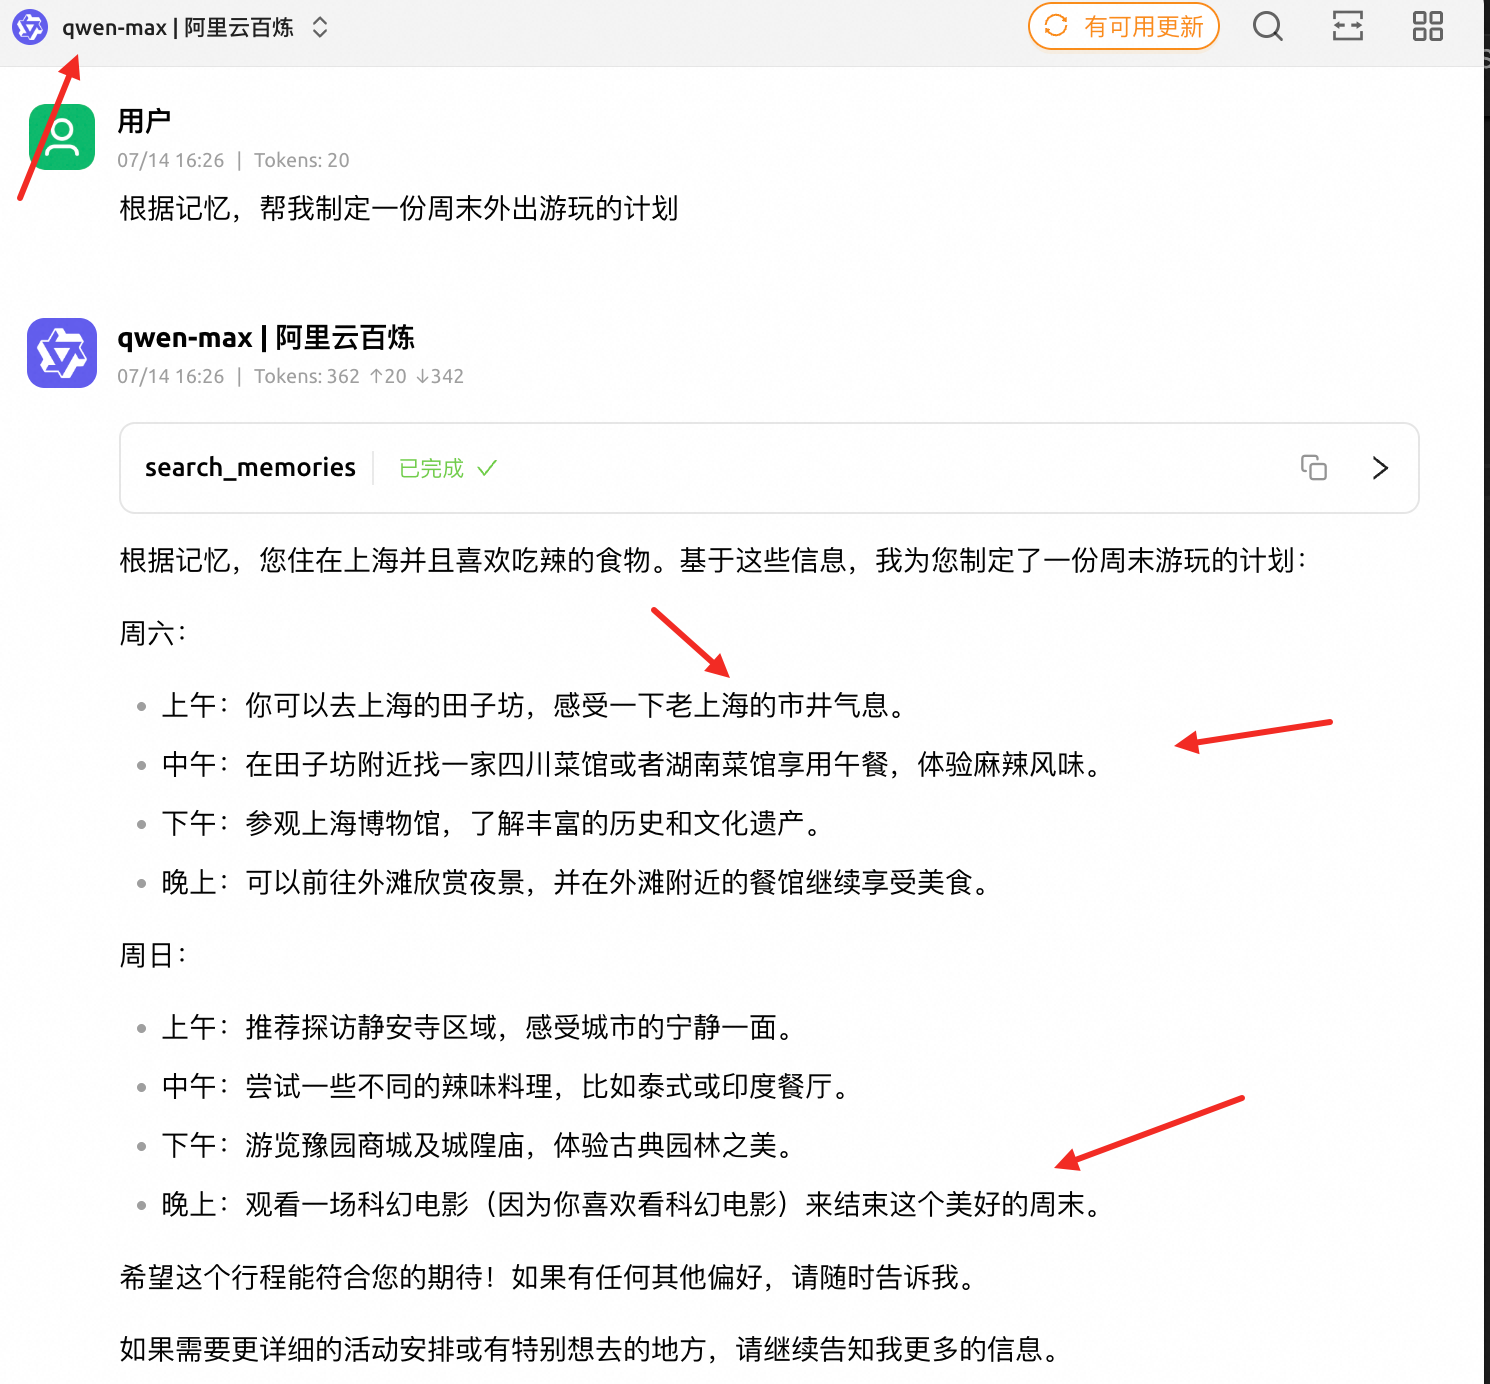 qwen-max | 阿里云百炼
有可用更新
用户
07/14 16:26 | Tokens: 20
根据记忆，帮我制定一份周末外出游玩的计划
qwen-max | 阿里云百炼
07/14 16:26 | Tokens: 362 ↑20 ↓342
search_memories
已完成
根据记忆，您住在上海并且喜欢吃辣的食物。基于这些信息，我为您制定了一份周末游玩的计划：
周六：
• 上午：你可以去上海的田子坊，感受一下老上海的市井气息。
• 中午：在田子坊附近找一家四川菜馆或者湖南菜馆享用午餐，体验麻辣风味。
• 下午：参观上海博物馆，了解丰富的历史和文化遗产。
• 晚上：可以前往外滩欣赏夜景，并在外滩附近的餐馆继续享受美食。
周日：
• 上午：推荐探访静安寺区域，感受城市的宁静一面。
• 中午：尝试一些不同的辣味料理，比如泰式或印度餐厅。
• 下午：游览豫园商城及城隍庙，体验古典园林之美。
• 晚上：观看一场科幻电影（因为你喜欢看科幻电影）来结束这个美好的周末。
希望这个行程能符合您的期待！如果有任何其他偏好，请随时告诉我。
如果需要更详细的活动安排或有特别想去的地方，请继续告知我更多的信息。